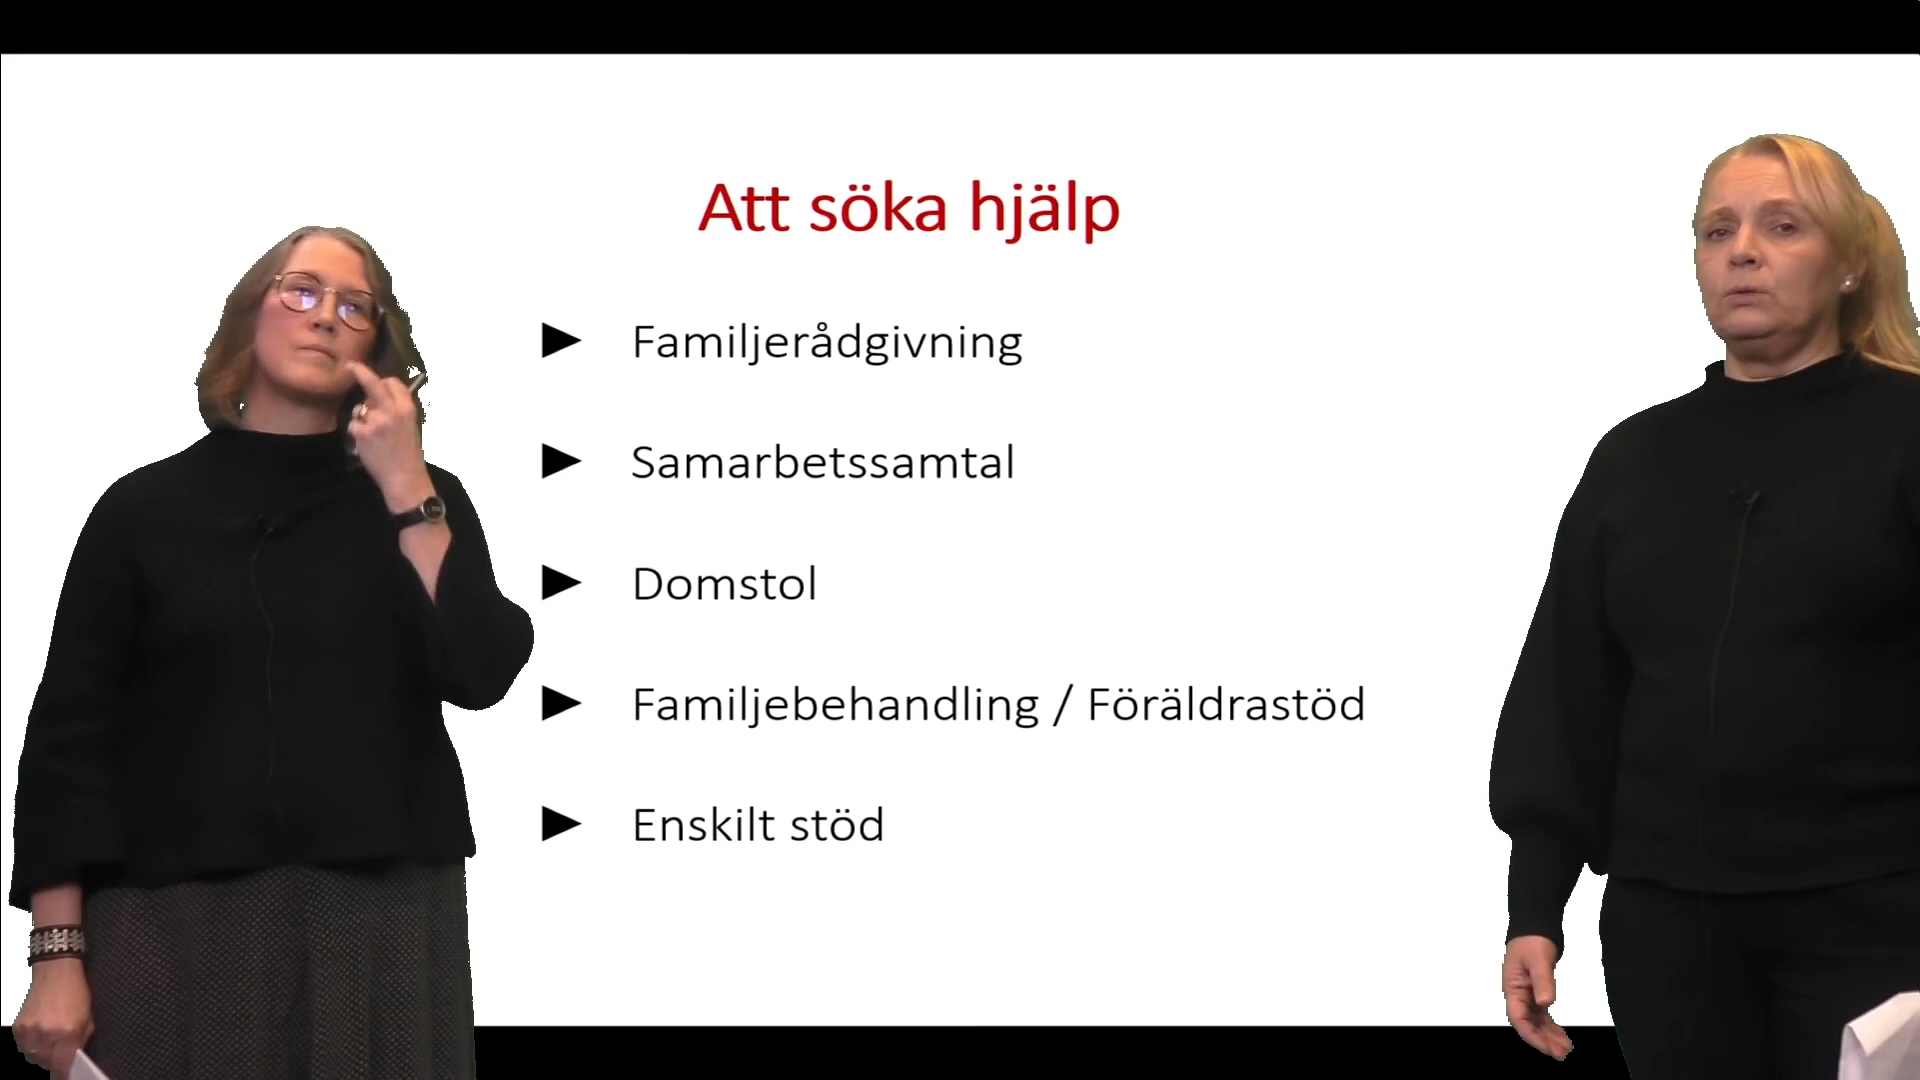 Att söka hjälp
► Familjerådgivning
► Samarbetssamtal
► Domstol
► Familjebehandling / Föräldrastöd
► Enskilt stöd